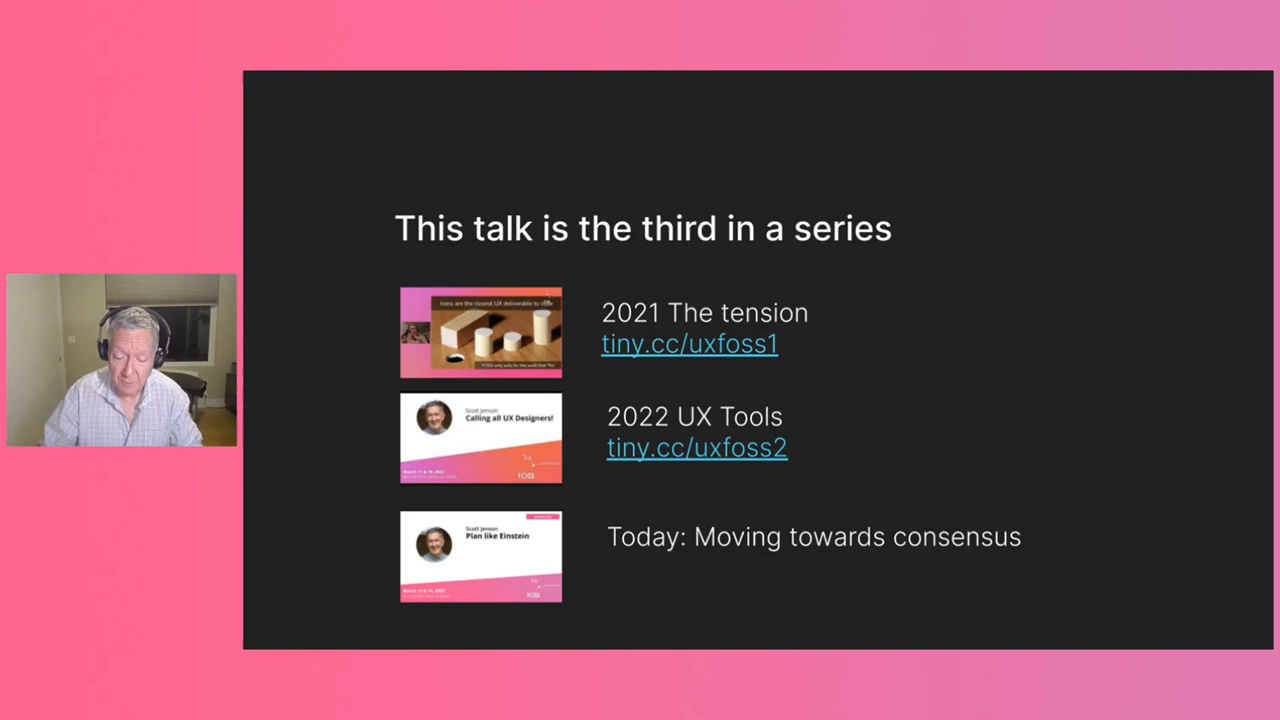 This talk is the third in a series
Icons are the closest UX deliverable to code
2021 The tension
tiny.cc/uxfoss1
Scott Jenson
Calling all UX Designers!
FOSS
2022 UX Tools
tiny.cc/uxfoss2
Scott Jenson
Plan like Einstein
FOSS
Today: Moving towards consensus